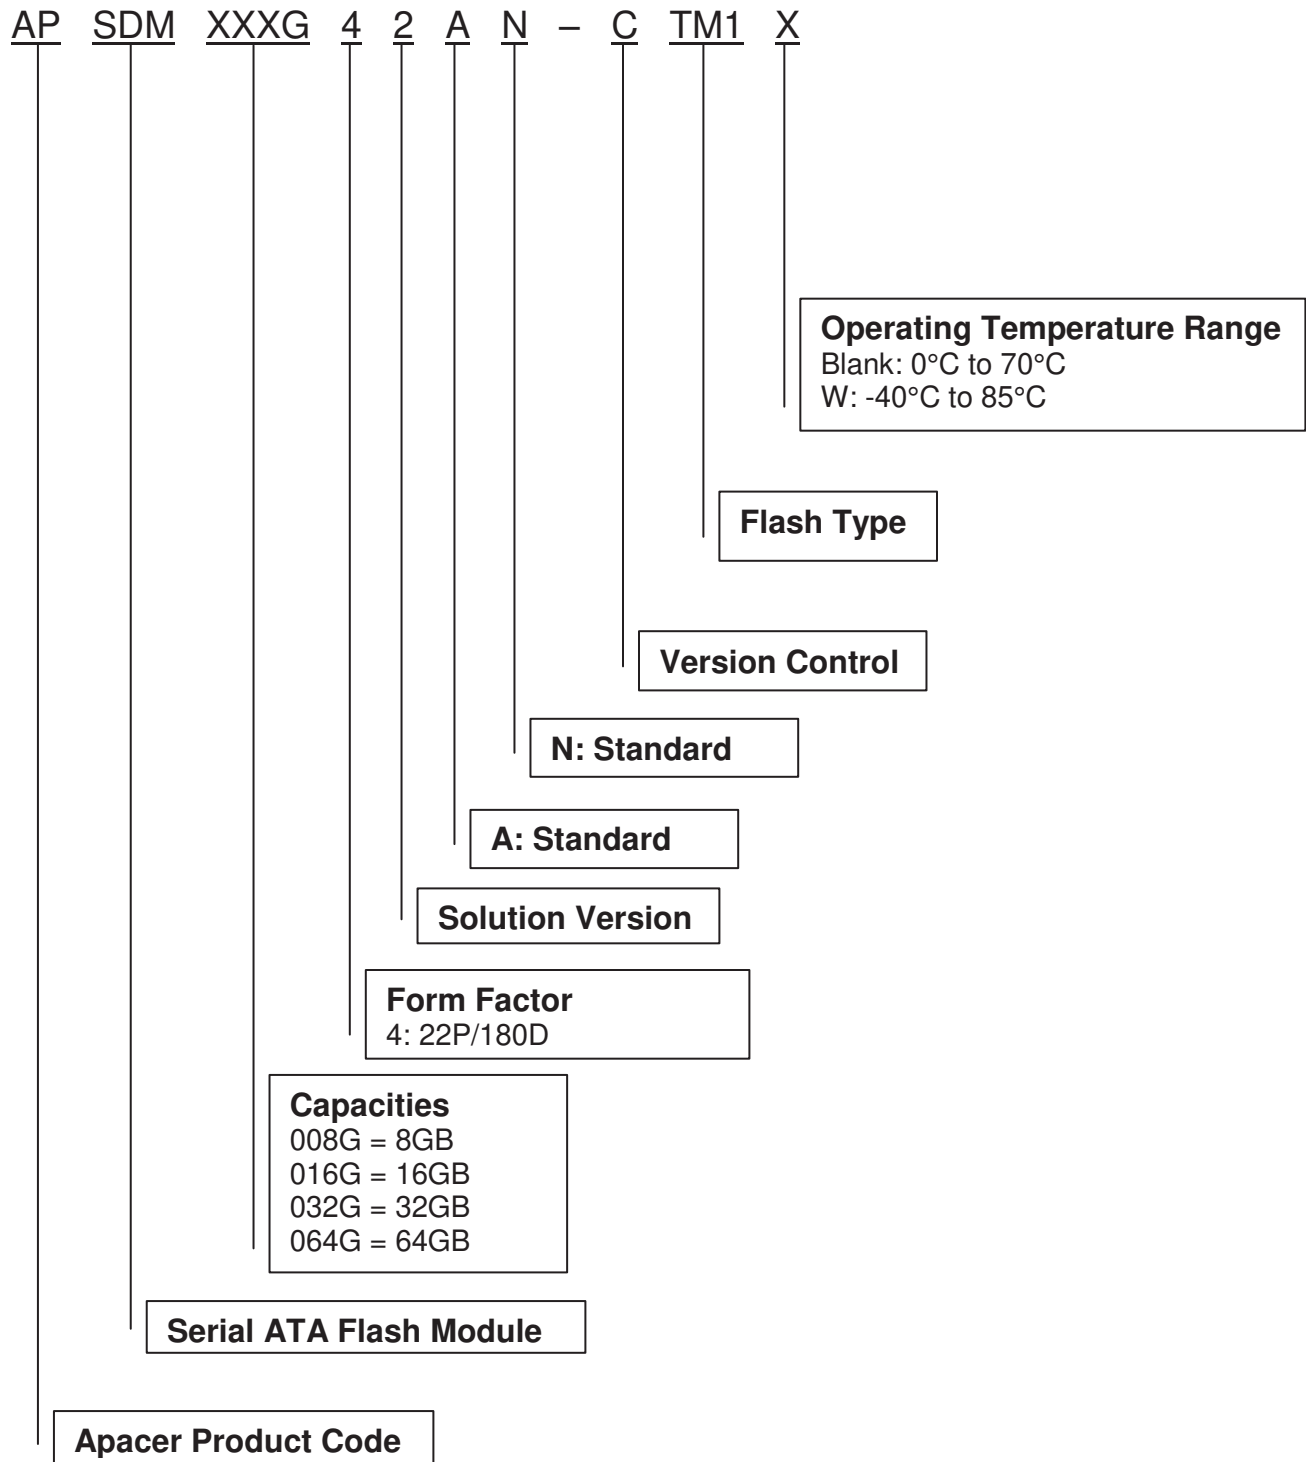 AP SDM XXXG 4 2 A N – C TM1 X
Operating Temperature Range
Blank: 0°C to 70°C
W: -40°C to 85°C
Flash Type
Version Control
N: Standard
A: Standard
Solution Version
Form Factor
4: 22P/180D
Capacities
008G = 8GB
016G = 16GB
032G = 32GB
064G = 64GB
Serial ATA Flash Module
Apacer Product Code